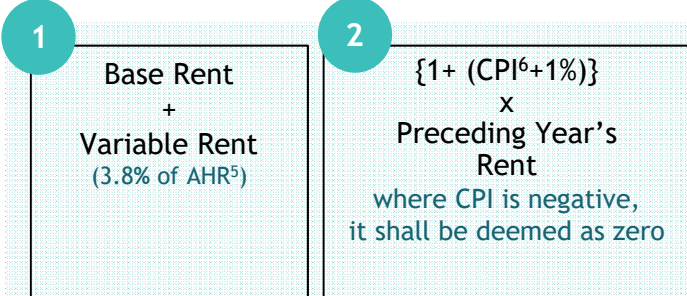 1
Base Rent
+
Variable Rent
(3.8% of AHR⁵)
2
{1+ (CPI⁶+1%)}
x
Preceding Year's
Rent
where CPI is negative,
it shall be deemed as zero